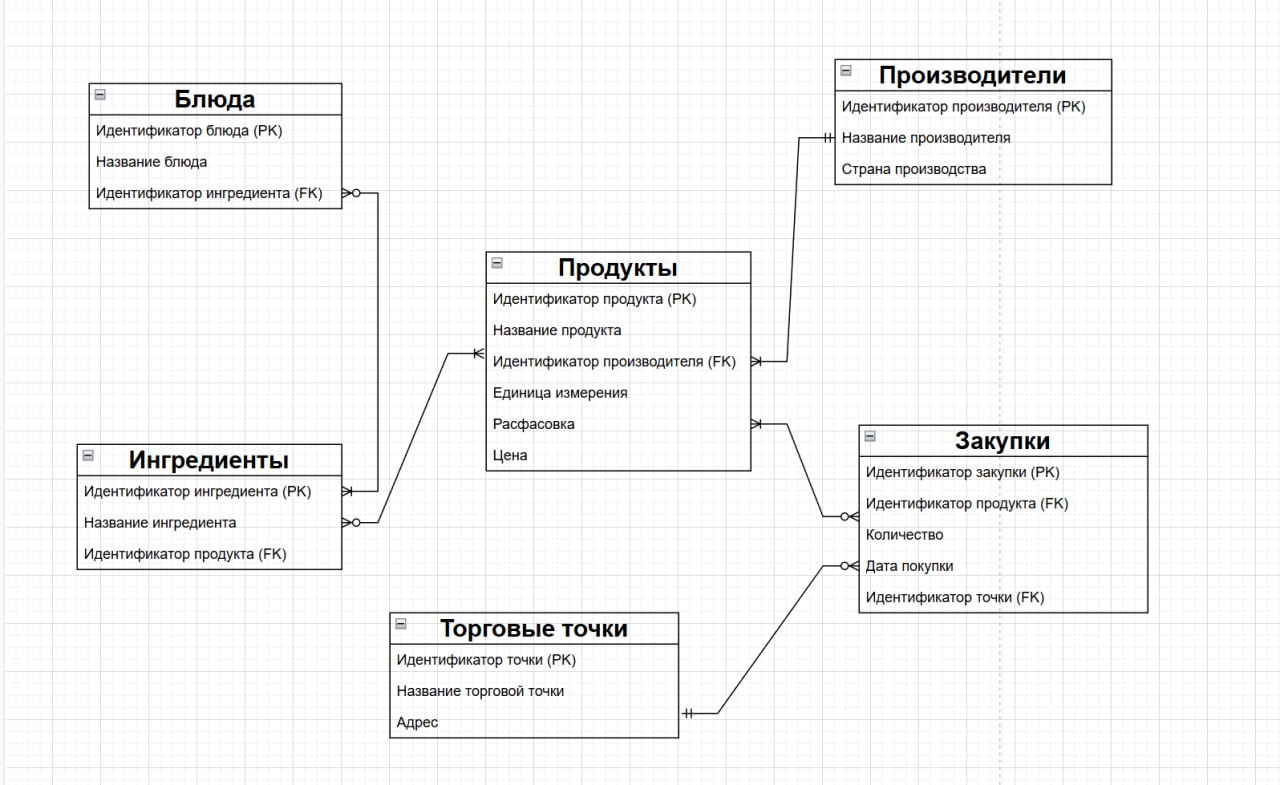 Блюда
Идентификатор блюда (PK)
Название блюда
Идентификатор ингредиента (FK)
Производители
Идентификатор производителя (PK)
Название производителя
Страна производства
Продукты
Идентификатор продукта (PK)
Название продукта
Идентификатор производителя (FK)
Единица измерения
Расфасовка
Цена
Ингредиенты
Идентификатор ингредиента (PK)
Название ингредиента
Идентификатор продукта (FK)
Закупки
Идентификатор закупки (PK)
Идентификатор продукта (FK)
Количество
Дата покупки
Идентификатор точки (FK)
Торговые точки
Идентификатор точки (PK)
Название торговой точки
Адрес